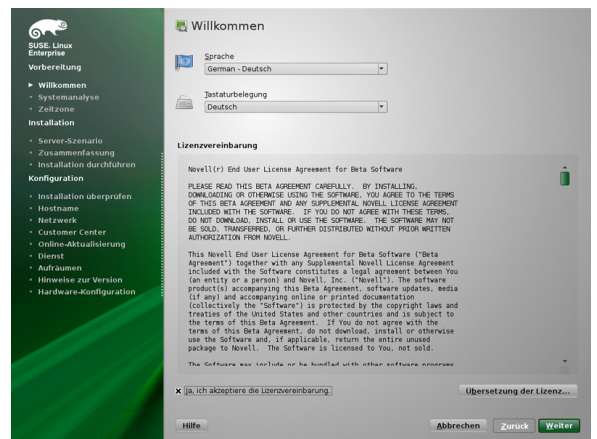 SUSE. Linux
Enterprise
Vorbereitung
Willkommen
Systemanalyse
Zeitzone
Installation
Server-Szenario
Zusammenfassung
Installation durchführen
Konfiguration
Installation überprüfen
Hostname
Netzwerk
Customer Center
Online-Aktualisierung
Dienst
Aufräumen
Hinweise zur Version
Hardware-Konfiguration
Willkommen
Sprache
German - Deutsch
Tastaturbelegung
Deutsch
Lizenzvereinbarung
Novell(r) End User License Agreement for Beta Software
PLEASE READ THIS BETA AGREEMENT CAREFULLY. BY INSTALLING,
DOWNLOADING OR OTHERWISE USING THE SOFTWARE, YOU AGREE TO THE TERMS
OF THIS BETA AGREEMENT AND ANY SUPPLEMENTAL NOVELL LICENSE AGREEMENT
INCLUDED WITH THE SOFTWARE. IF YOU DO NOT AGREE WITH THESE TERMS,
DO NOT DOWNLOAD, INSTALL OR USE THE SOFTWARE. THE SOFTWARE MAY NOT
BE SOLD, TRANSFERRED, OR FURTHER DISTRIBUTED WITHOUT PRIOR WRITTEN
AUTHORIZATION FROM NOVELL.
This Novell End User License Agreement for Beta Software ("Beta
Agreement") together with any Supplemental Novell License Agreement
included with the Software constitutes a legal agreement between You
(an entity or a person) and Novell, Inc. ("Novell"). The software
product(s) accompanying this Beta Agreement, software updates, media
(if any) and accompanying online or printed documentation
(collectively the "Software") is protected by the copyright laws and
treaties of the United States and other countries and is subject to
the terms of this Beta Agreement. If You do not agree with the
terms of this Beta Agreement, do not download, install or otherwise
use the Software and, if applicable, return the entire unused
package to Novell. The Software is licensed to You, not sold.
The Software may include or be bundled with other software programs
Ja, ich akzeptiere die Lizenzvereinbarung.
Übersetzung der Lizenz...
Hilfe
Abbrechen
Zurück
Weiter